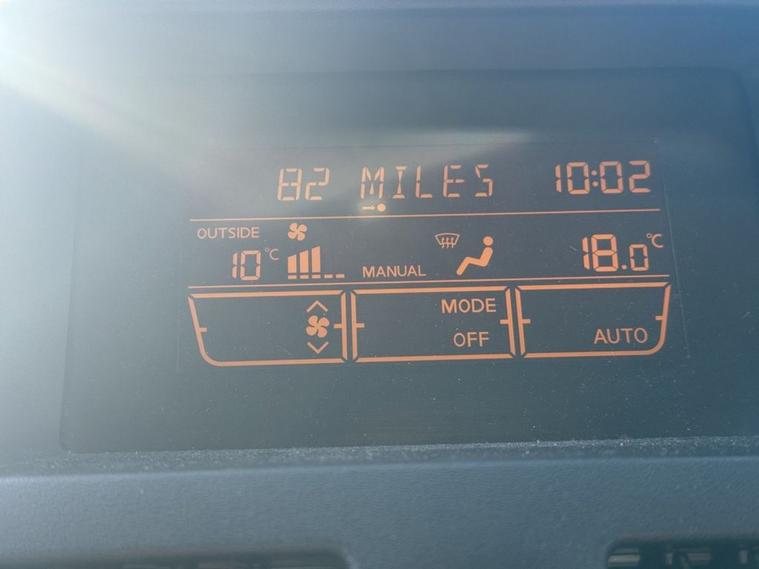 82 MILES 10:02
OUTSIDE
10°C MANUAL 18.0°C
MODE
OFF AUTO